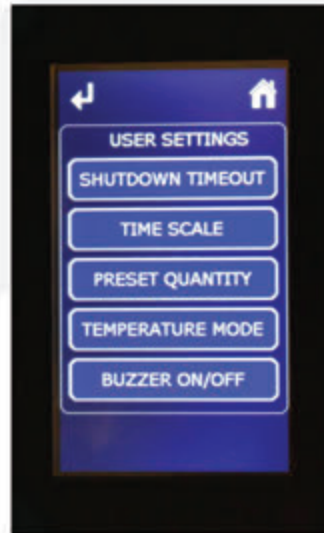 USER SETTINGS
SHUTDOWN TIMEOUT
TIME SCALE
PRESET QUANTITY
TEMPERATURE MODE
BUZZER ON/OFF